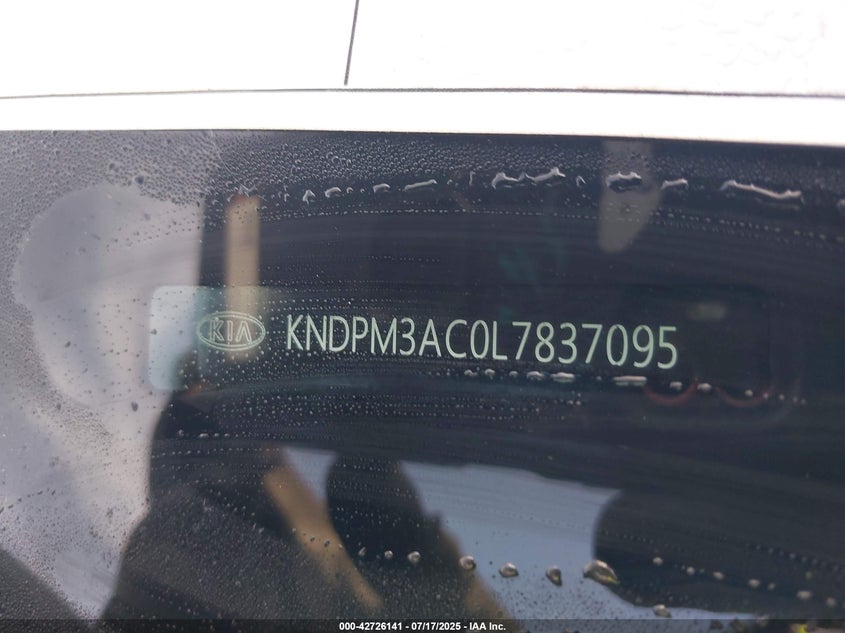 KIA KNDPM3AC0L7837095
000-42726141 - 07/17/2025 - IAA Inc.